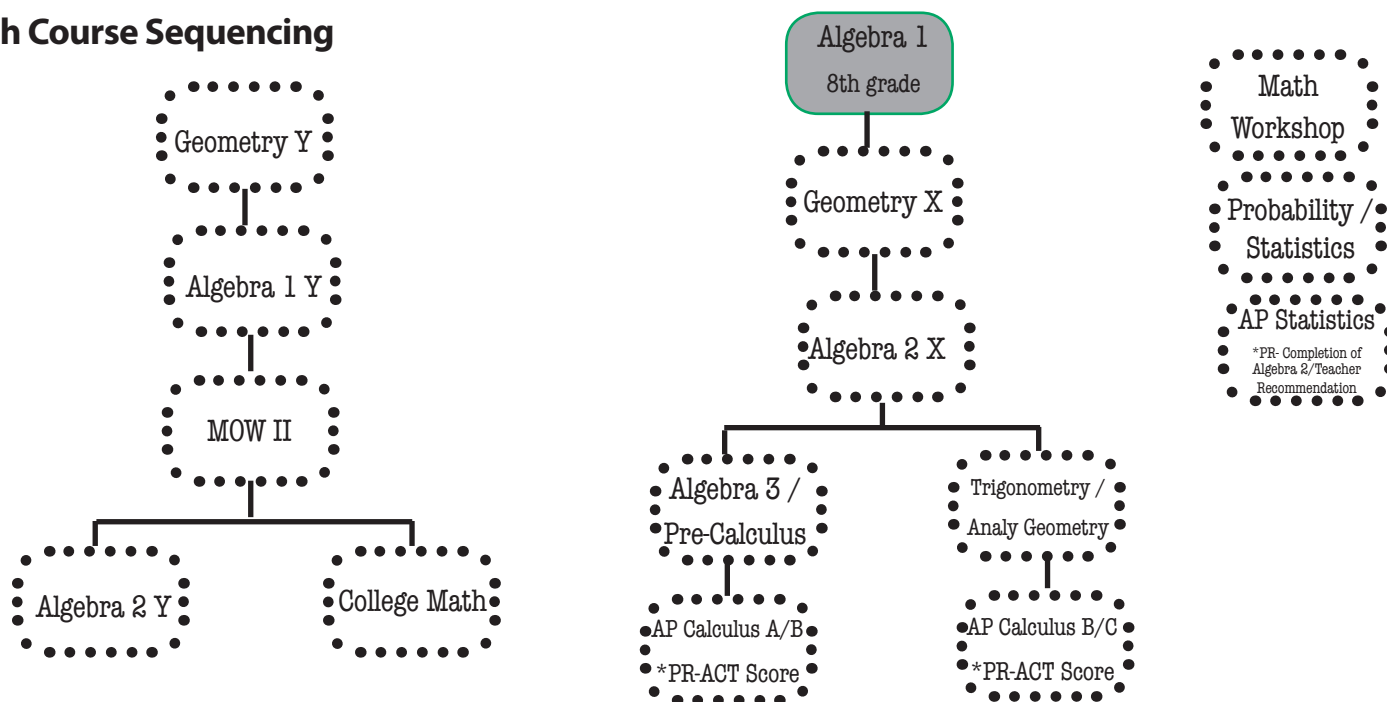 h Course Sequencing
Geometry Y
Algebra 1 Y
MOW II
Algebra 2 Y
College Math
Algebra 1
8th grade
Geometry X
Algebra 2 X
Algebra 3 /
Pre-Calculus
Trigonometry /
Analy Geometry
AP Calculus A/B
*PR-ACT Score
AP Calculus B/C
*PR-ACT Score
Math
Workshop
Probability /
Statistics
AP Statistics
*PR- Completion of
Algebra 2/Teacher
Recommendation